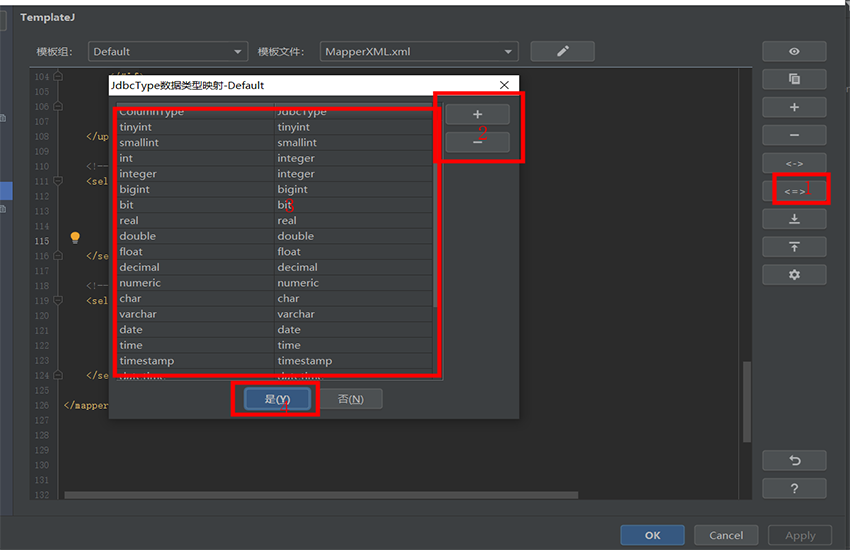 TemplateJ
模板组: Default 模板文件: MapperXML.xml
JdbcType数据类型映射-Default
ColumnType JdbcType
tinyint tinyint
smallint smallint
int integer
integer integer
bigint bigint
bit bit
real real
double double
float float
decimal decimal
numeric numeric
char char
varchar varchar
date date
time time
timestamp timestamp
datetime datetime
+
2
−
3
是(Y) 否(N)
104
105
106
107
108 </up
109
110 <!--
111 <sel
112
113
114
115
116 </se
117
118 <!--
119 <sel
120
121
122
123
124 </se
125
126 </mapper
127
128
129
130
131
132
+
−
<->
<=> 1
?
OK Cancel Apply